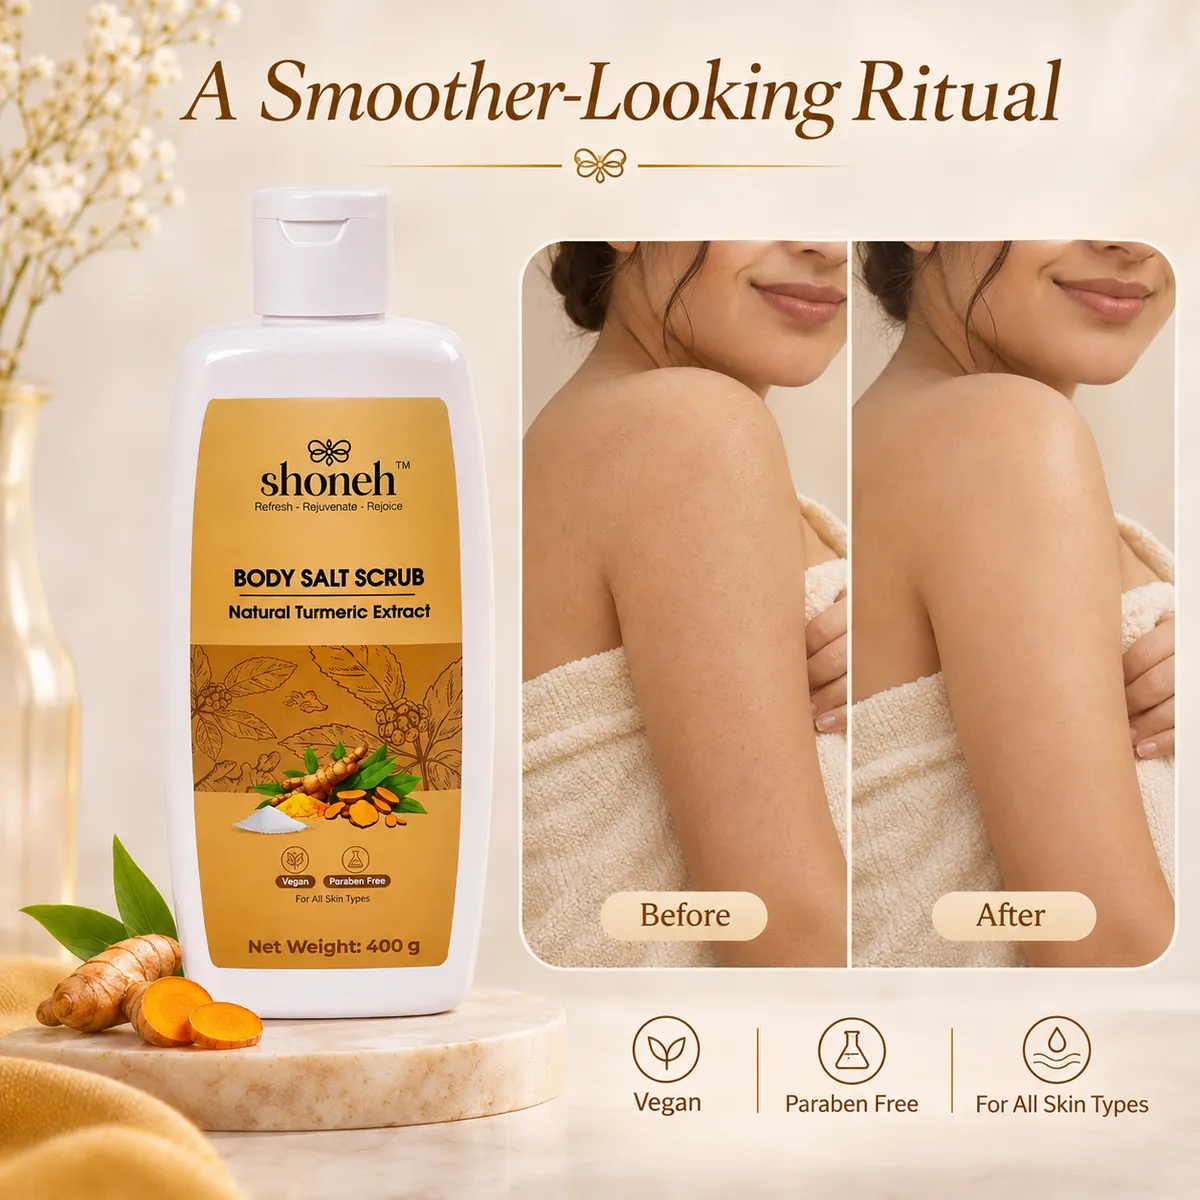 A Smoother-Looking Ritual
shoneh™
Refresh - Rejuvenate - Rejoice
BODY SALT SCRUB
Natural Turmeric Extract
Vegan
Paraben Free
For All Skin Types
Net Weight: 400 g
Before
After
Vegan
Paraben Free
For All Skin Types